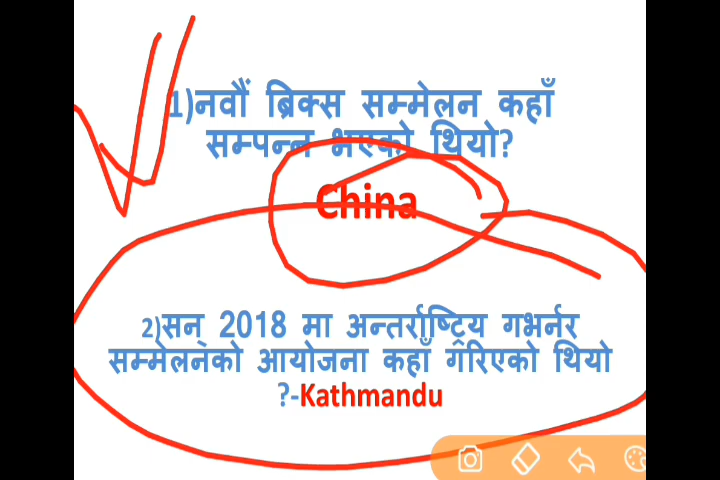 1)नवौं ब्रिक्स सम्मेलन कहाँ
सम्पन्न भएको थियो?
China
2)सन् 2018 मा अन्तर्राष्ट्रिय गभर्नर
सम्मेलनको आयोजना कहाँ गरिएको थियो
?-Kathmandu